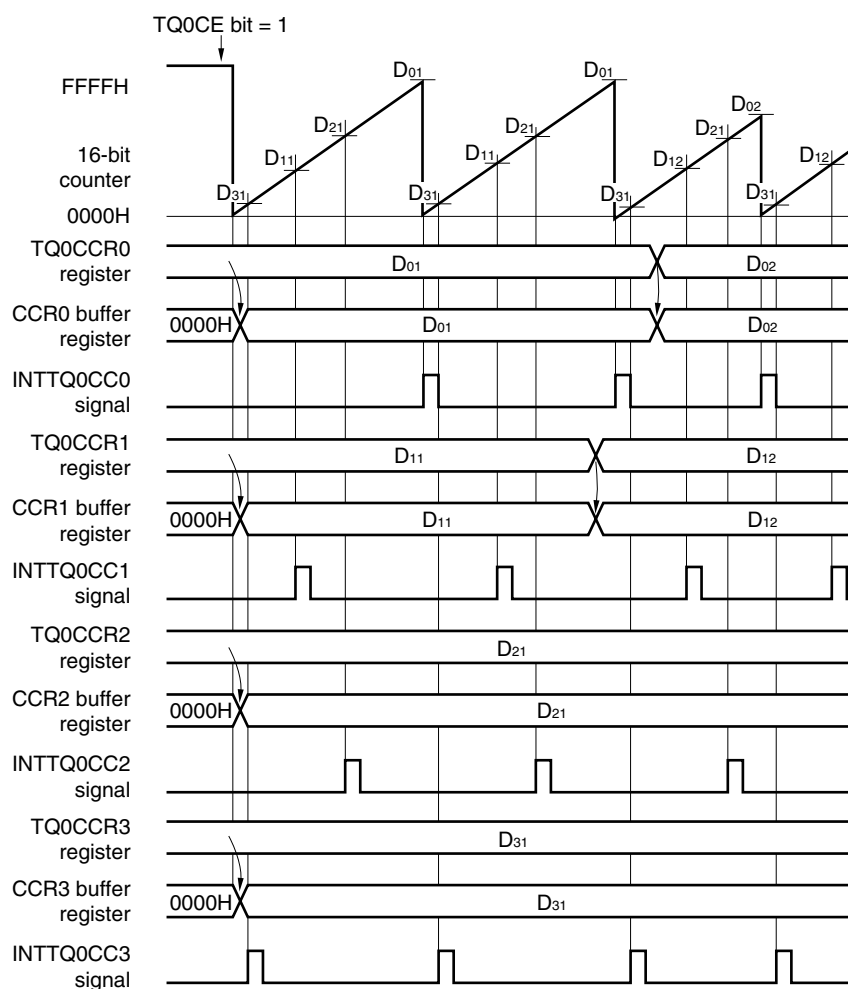 TQ0CE bit = 1
FFFFH
16-bit
counter
0000H
D31
D11
D21
D01
D31
D11
D21
D01
D31
D12
D21
D02
D31
D12
TQ0CCR0
register
D01
D02
CCR0 buffer
register
0000H
D01
D02
INTTQ0CC0
signal
TQ0CCR1
register
D11
D12
CCR1 buffer
register
0000H
D11
D12
INTTQ0CC1
signal
TQ0CCR2
register
D21
CCR2 buffer
register
0000H
D21
INTTQ0CC2
signal
TQ0CCR3
register
D31
CCR3 buffer
register
0000H
D31
INTTQ0CC3
signal